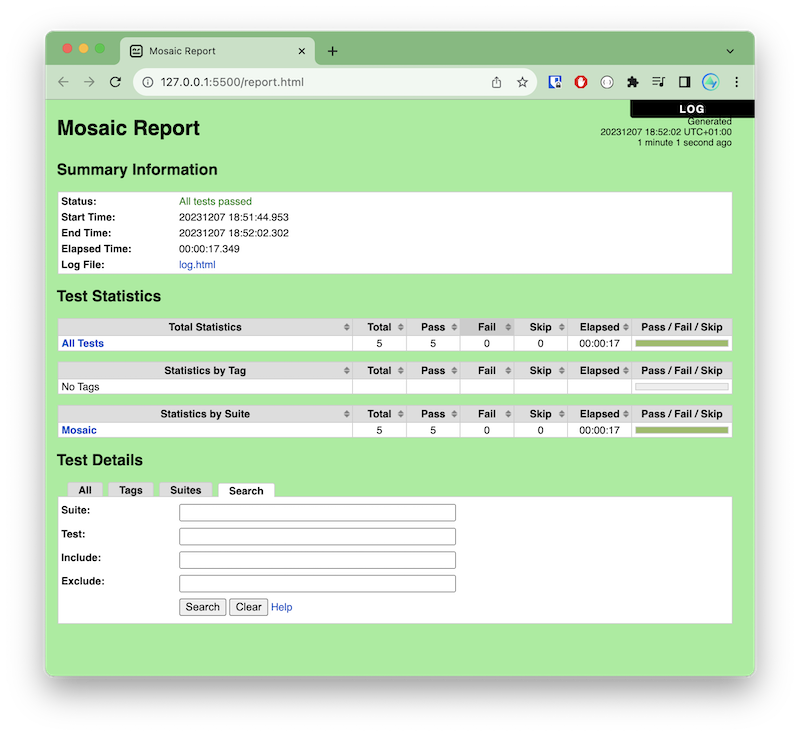 Mosaic Report
127.0.0.1:5500/report.html
LOG
Mosaic Report
Generated
20231207 18:52:02 UTC+01:00
1 minute 1 second ago
Summary Information
Status: All tests passed
Start Time: 20231207 18:51:44.953
End Time: 20231207 18:52:02.302
Elapsed Time: 00:00:17.349
Log File: log.html
Test Statistics
Total Statistics Total Pass Fail Skip Elapsed Pass / Fail / Skip
All Tests 5 5 0 0 00:00:17
Statistics by Tag Total Pass Fail Skip Elapsed Pass / Fail / Skip
No Tags
Statistics by Suite Total Pass Fail Skip Elapsed Pass / Fail / Skip
Mosaic 5 5 0 0 00:00:17
Test Details
All Tags Suites Search
Suite:
Test:
Include:
Exclude:
Search Clear Help